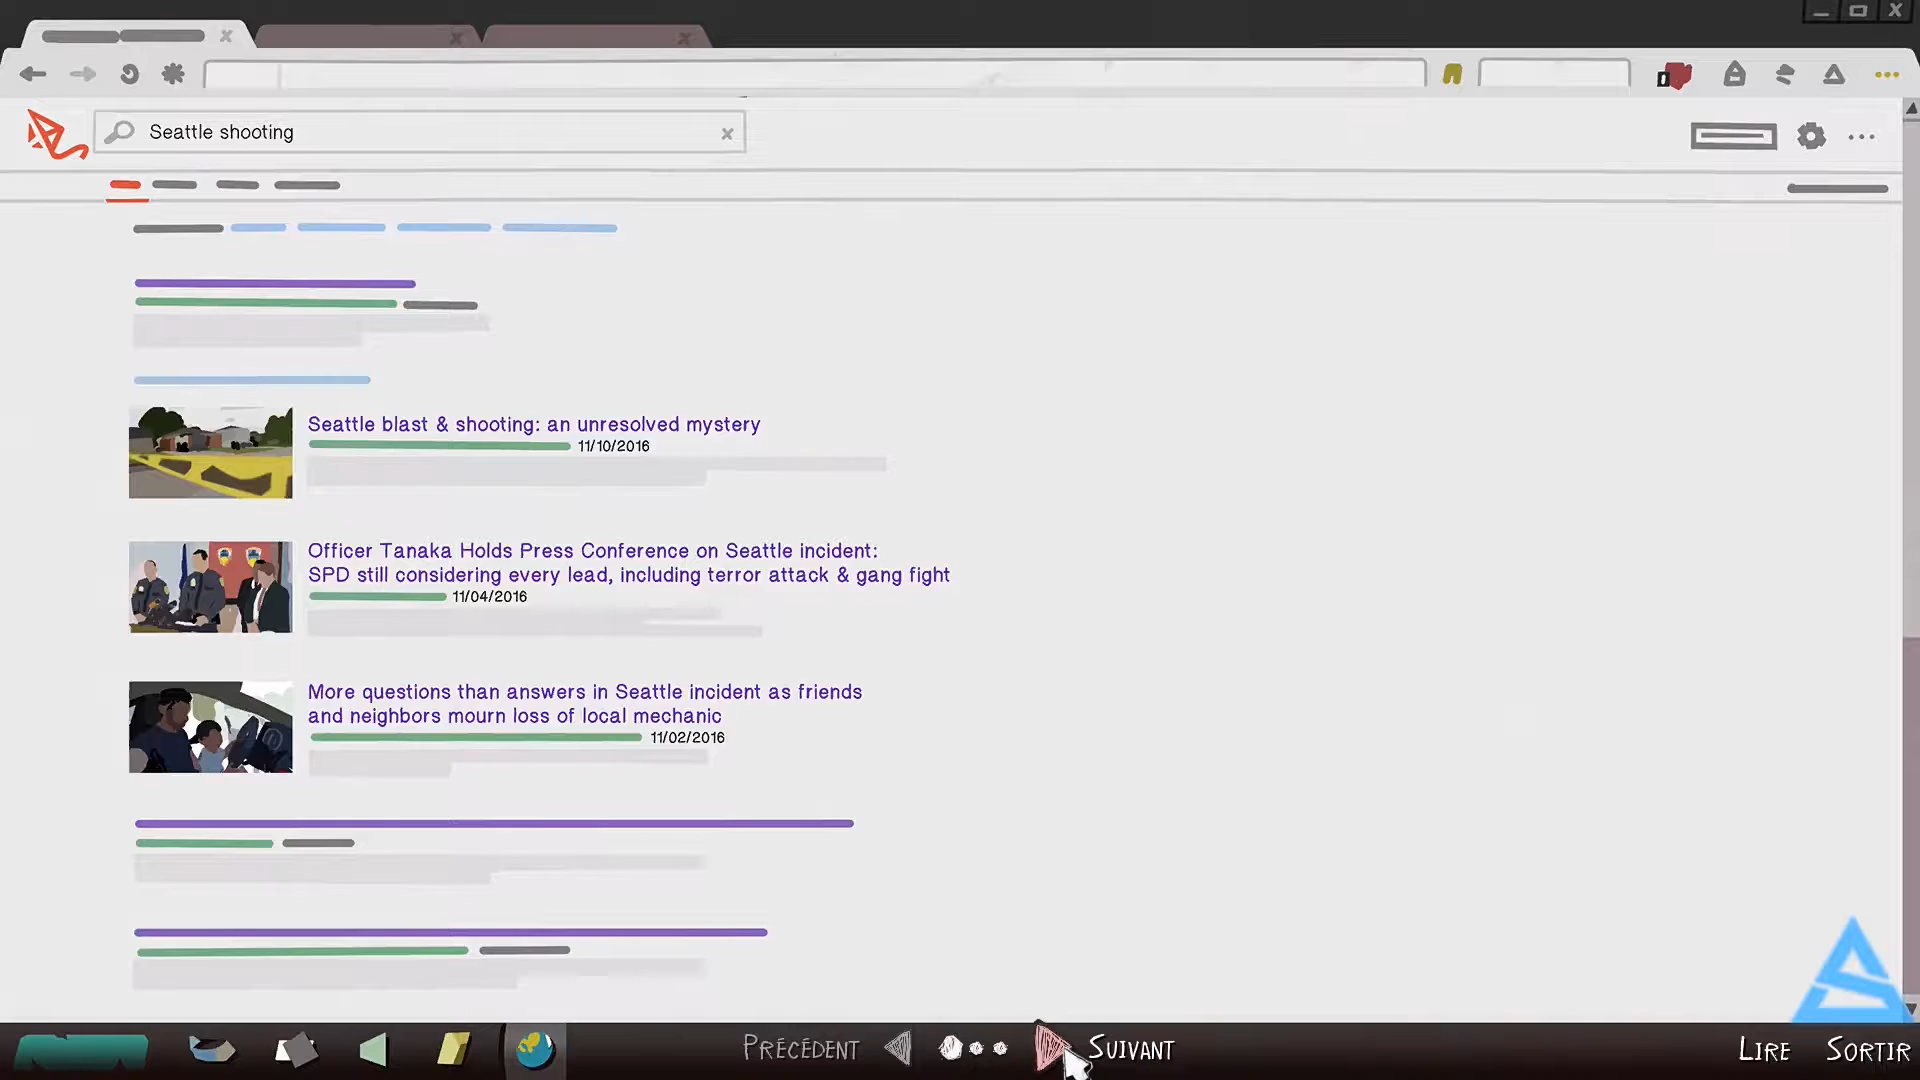 Seattle shooting
Seattle blast & shooting: an unresolved mystery
11/10/2016
Officer Tanaka Holds Press Conference on Seattle incident:
SPD still considering every lead, including terror attack & gang fight
11/04/2016
More questions than answers in Seattle incident as friends
and neighbors mourn loss of local mechanic
11/02/2016
PRÉCÉDENT
SUIVANT
LIRE
SORTIR